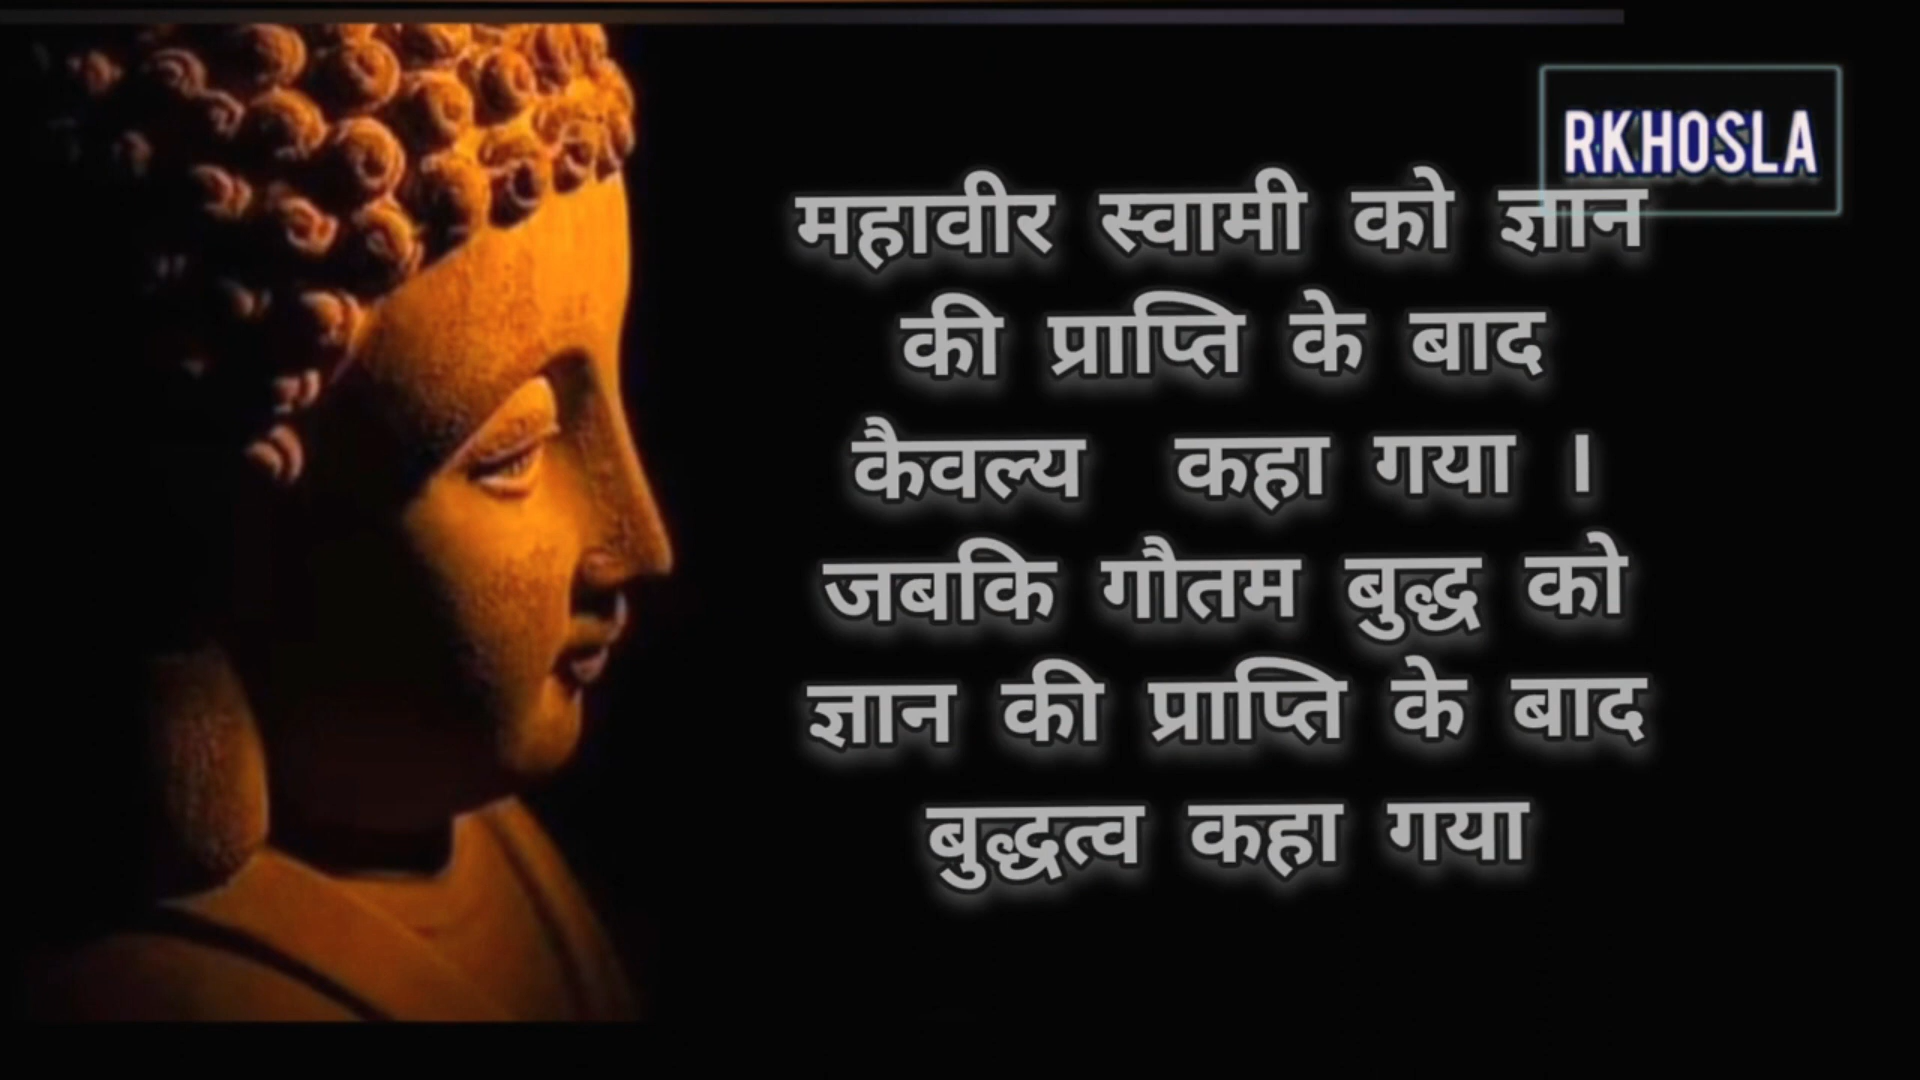 RKHOSLA
महावीर स्वामी को ज्ञान
की प्राप्ति के बाद
कैवल्य कहा गया ।
जबकि गौतम बुद्ध को
ज्ञान की प्राप्ति के बाद
बुद्धत्व कहा गया